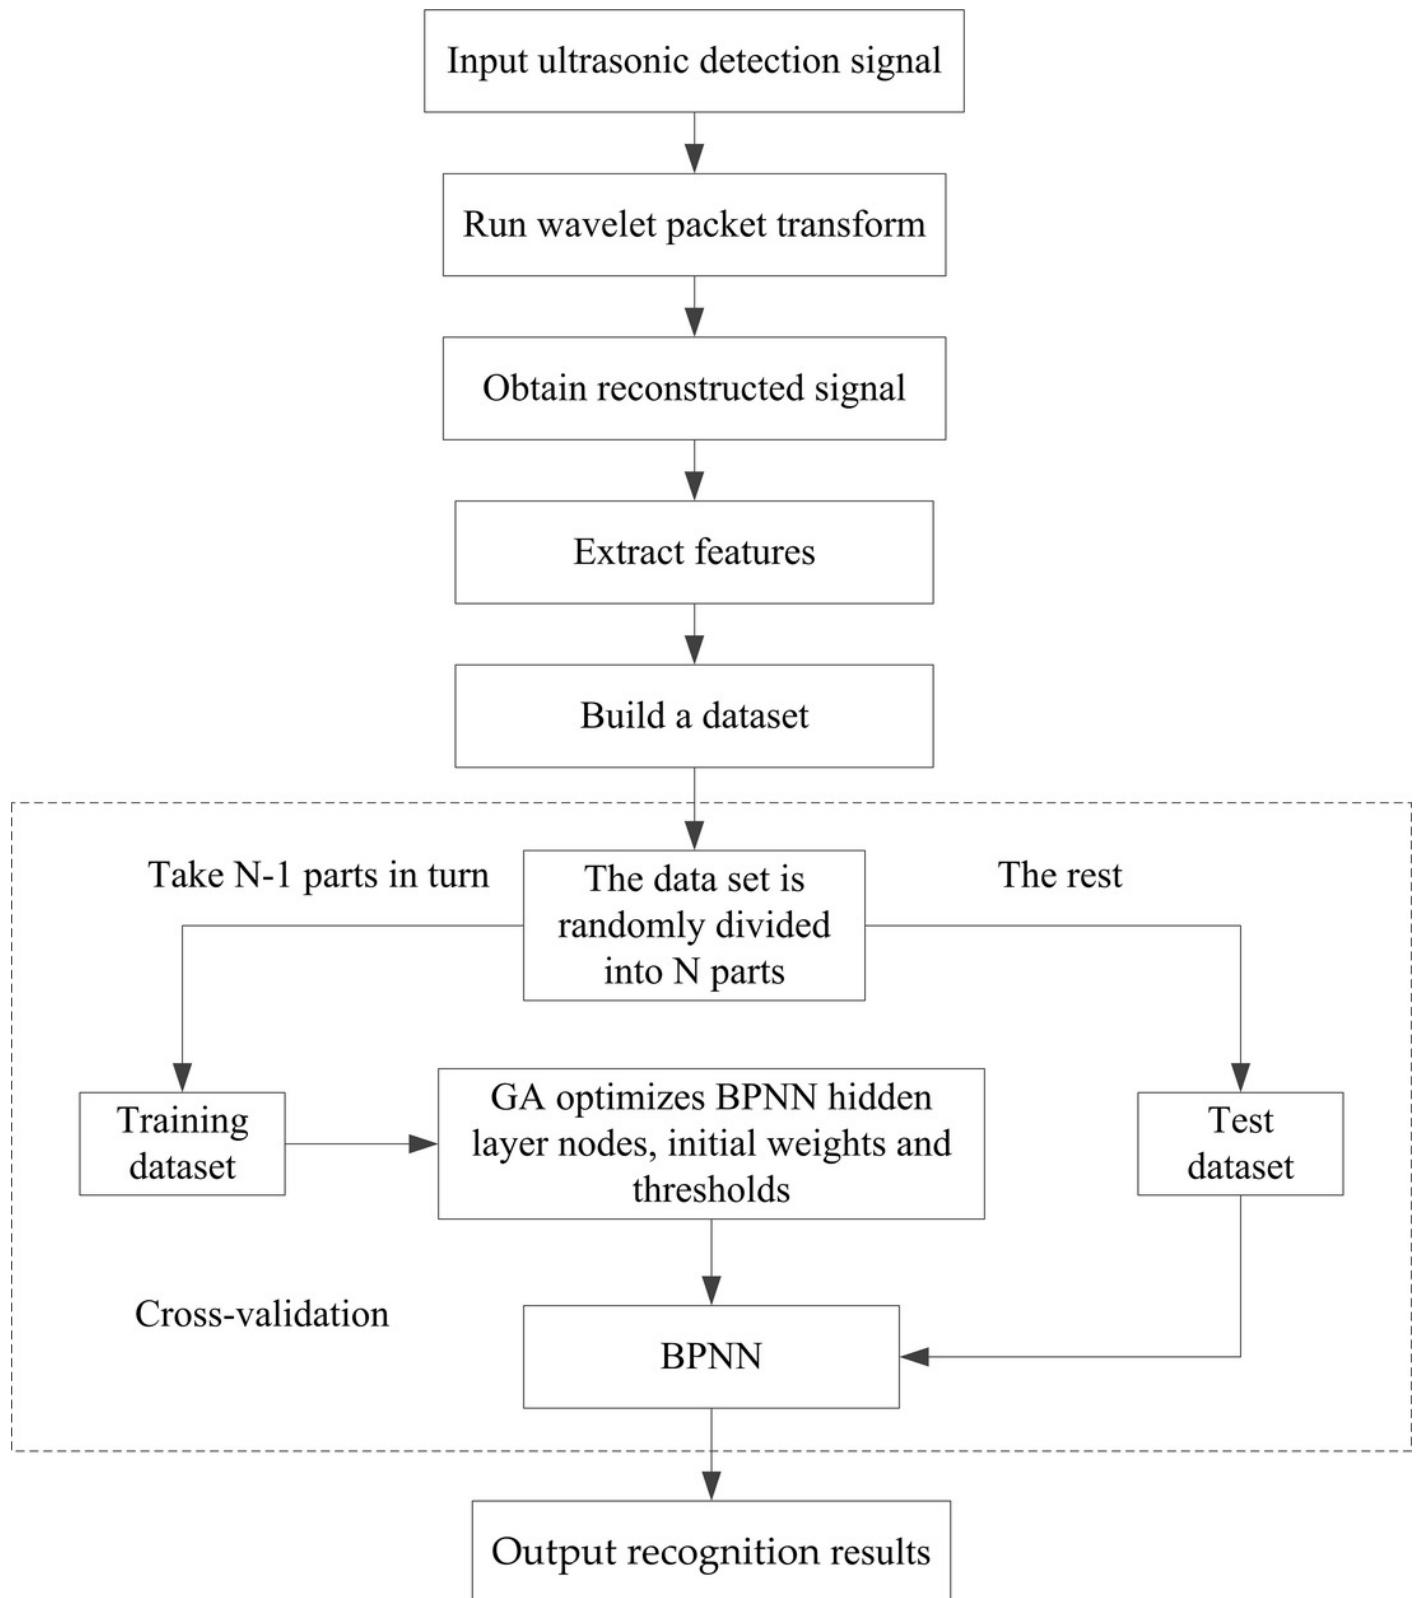 Input ultrasonic detection signal
Run wavelet packet transform
Obtain reconstructed signal
Extract features
Build a dataset
Take N-1 parts in turn
The data set is
randomly divided
into N parts
The rest
Training
dataset
GA optimizes BPNN hidden
layer nodes, initial weights and
thresholds
Test
dataset
Cross-validation
BPNN
Output recognition results